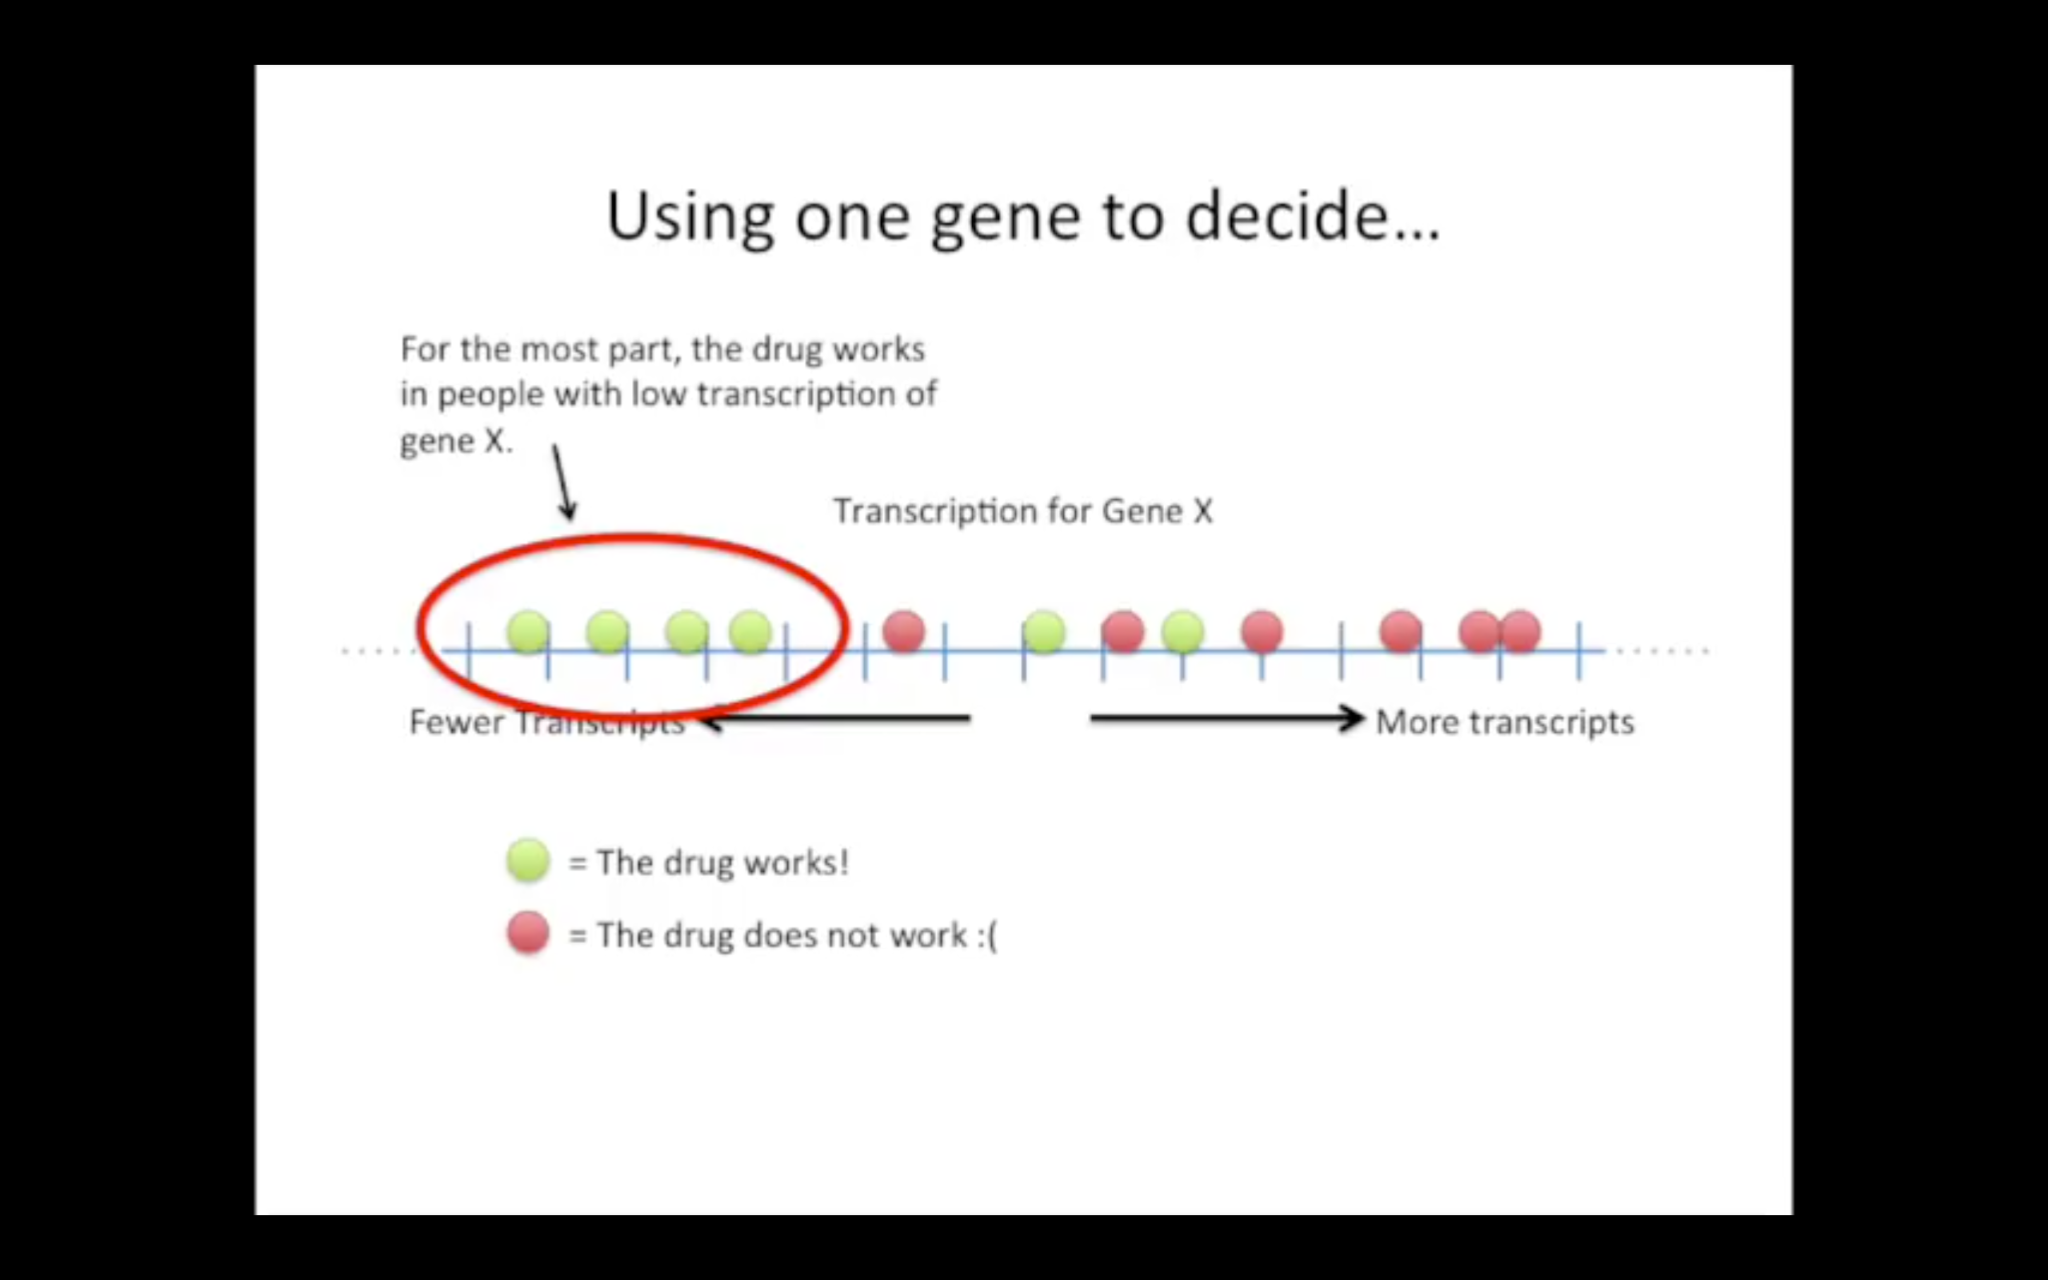 Using one gene to decide...
For the most part, the drug works
in people with low transcription of
gene X.
Transcription for Gene X
Fewer Transcripts
More transcripts
= The drug works!
= The drug does not work :(